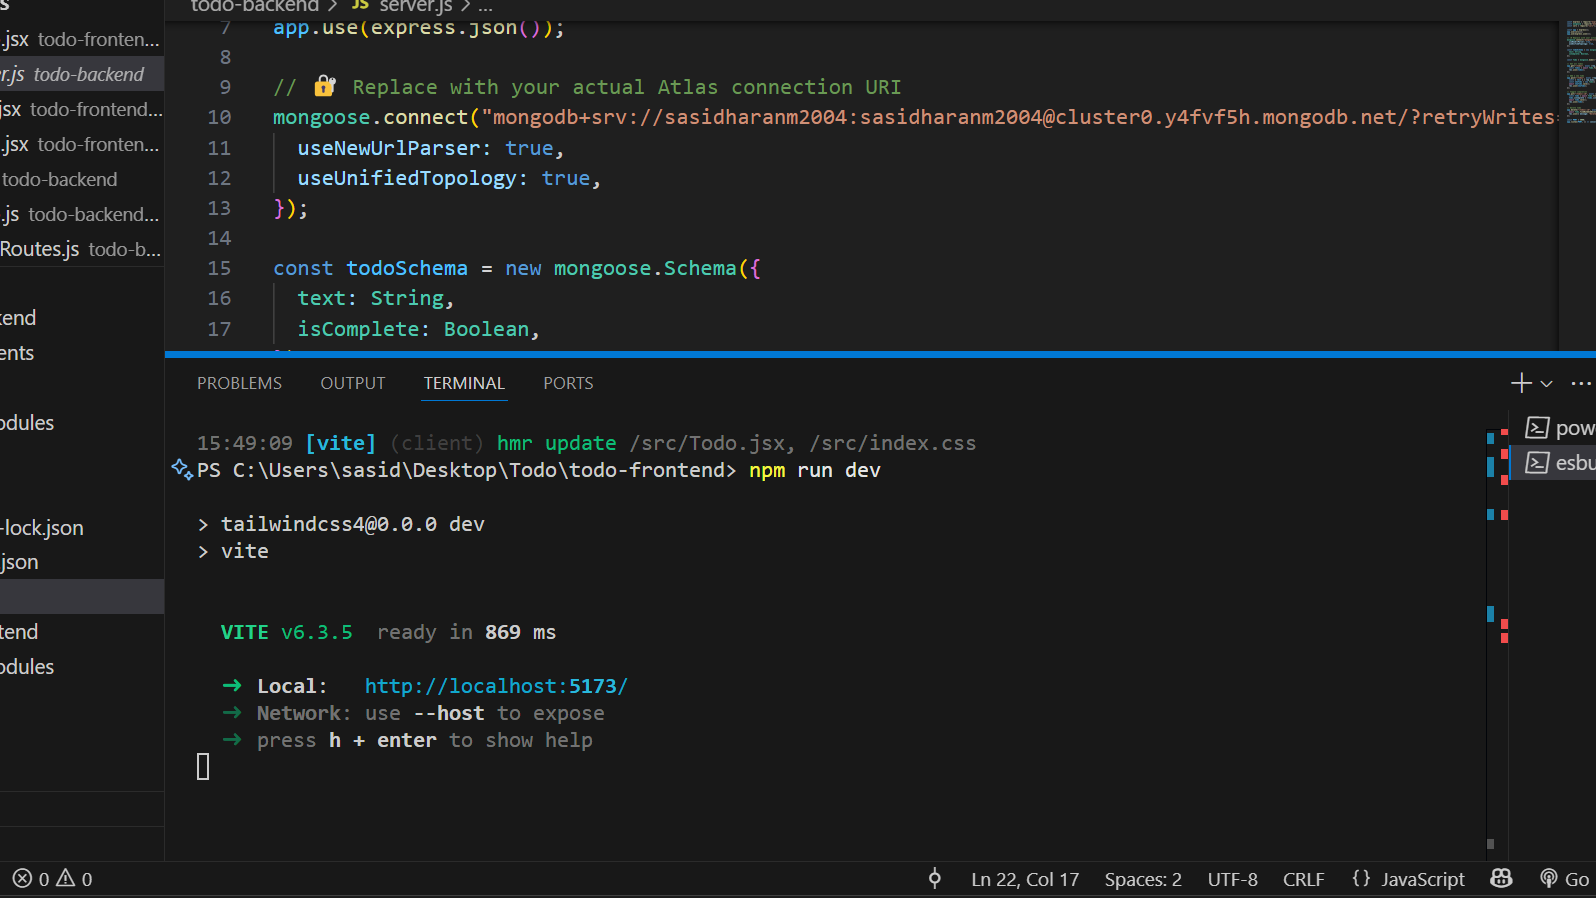 todo-backend > JS server.js > ...
.jsx todo-fronten...
er.js todo-backend
jsx todo-frontend...
.jsx todo-fronten...
todo-backend
.js todo-backend...
Routes.js todo-b...
kend
ents
odules
-lock.json
json
tend
odules
7 app.use(express.json());
8
9 // 🔐 Replace with your actual Atlas connection URI
10 mongoose.connect("mongodb+srv://sasidharanm2004:sasidharanm2004@cluster0.y4fvf5h.mongodb.net/?retryWrites=
11 useNewUrlParser: true,
12 useUnifiedTopology: true,
13 });
14
15 const todoSchema = new mongoose.Schema({
16 text: String,
17 isComplete: Boolean,
PROBLEMS OUTPUT TERMINAL PORTS
15:49:09 [vite] (client) hmr update /src/Todo.jsx, /src/index.css
PS C:\Users\sasid\Desktop\Todo\todo-frontend> npm run dev
> tailwindcss4@0.0.0 dev
> vite
VITE v6.3.5 ready in 869 ms
➜ Local: http://localhost:5173/
➜ Network: use --host to expose
➜ press h + enter to show help
pow
esbu
0 0
Ln 22, Col 17 Spaces: 2 UTF-8 CRLF {} JavaScript Go